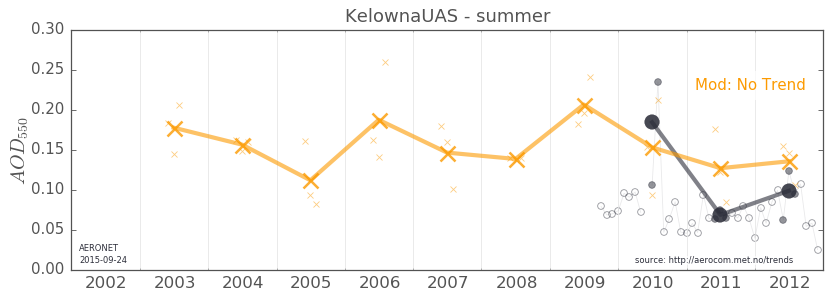 KelownaUAS - summer
0.30
0.25
0.20
0.15
0.10
0.05
0.00
AOD550
Mod: No Trend
AERONET
2015-09-24
source: http://aerocom.met.no/trends
2002 2003 2004 2005 2006 2007 2008 2009 2010 2011 2012